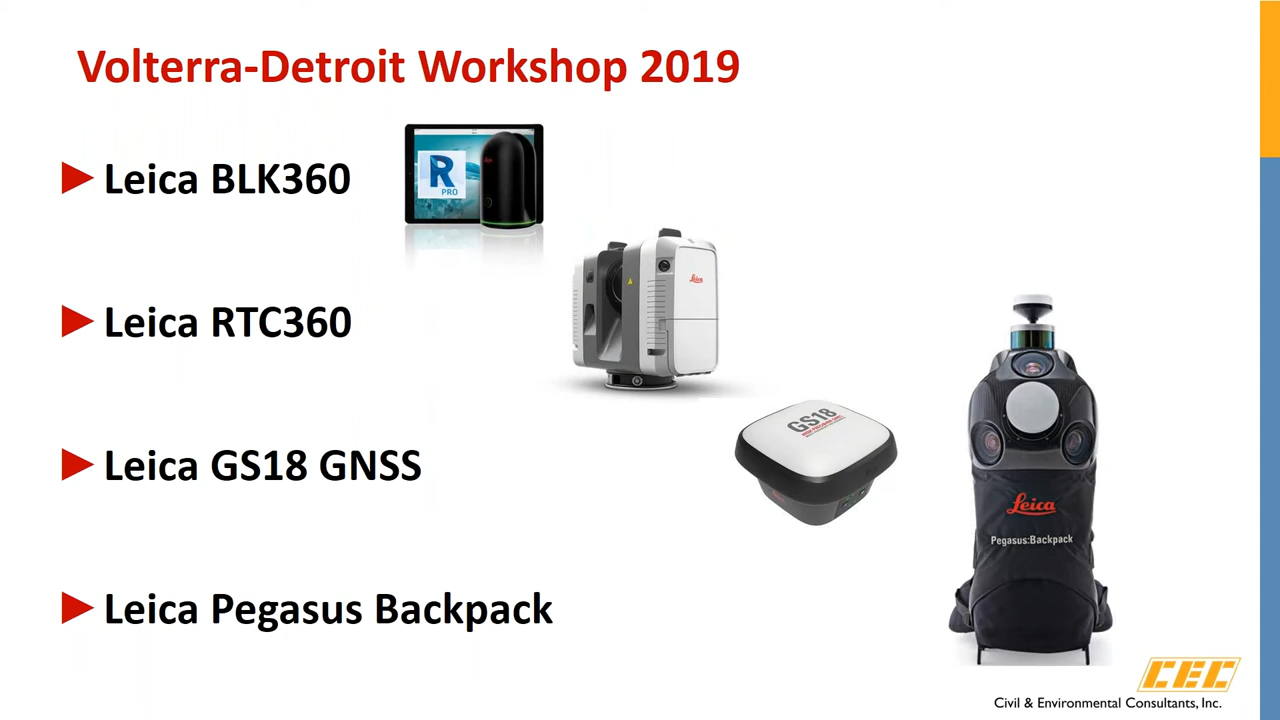 Volterra-Detroit Workshop 2019
Leica BLK360
R
PRO
Leica RTC360
Leica
GS18
Leica GS18 GNSS
Leica
Pegasus:Backpack
Leica Pegasus Backpack
CEC
Civil & Environmental Consultants, Inc.